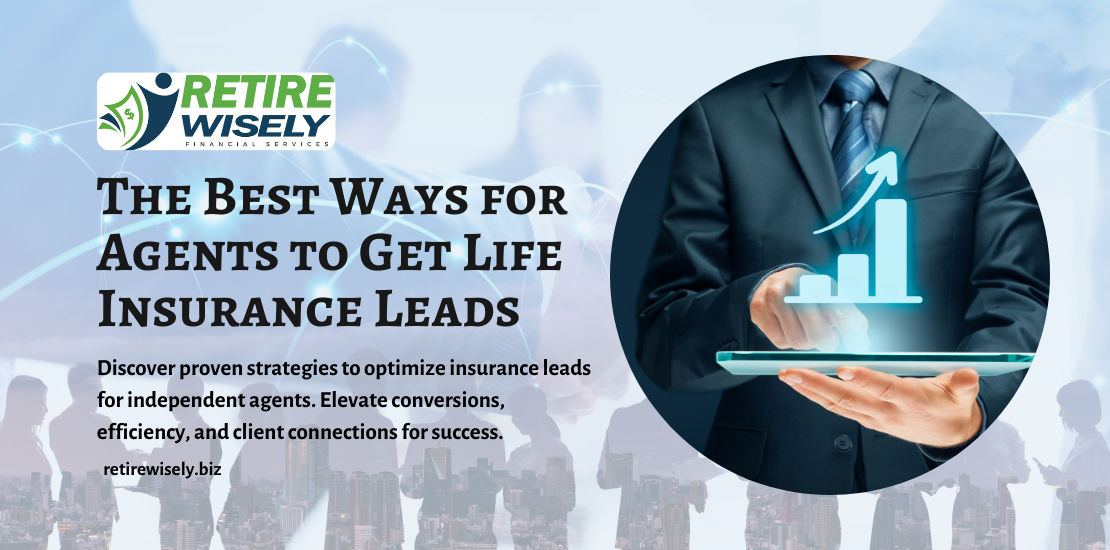 RETIRE
WISELY
FINANCIAL SERVICES
The Best Ways for
Agents to Get Life
Insurance Leads
Discover proven strategies to optimize insurance leads
for independent agents. Elevate conversions,
efficiency, and client connections for success.
retirewisely.biz